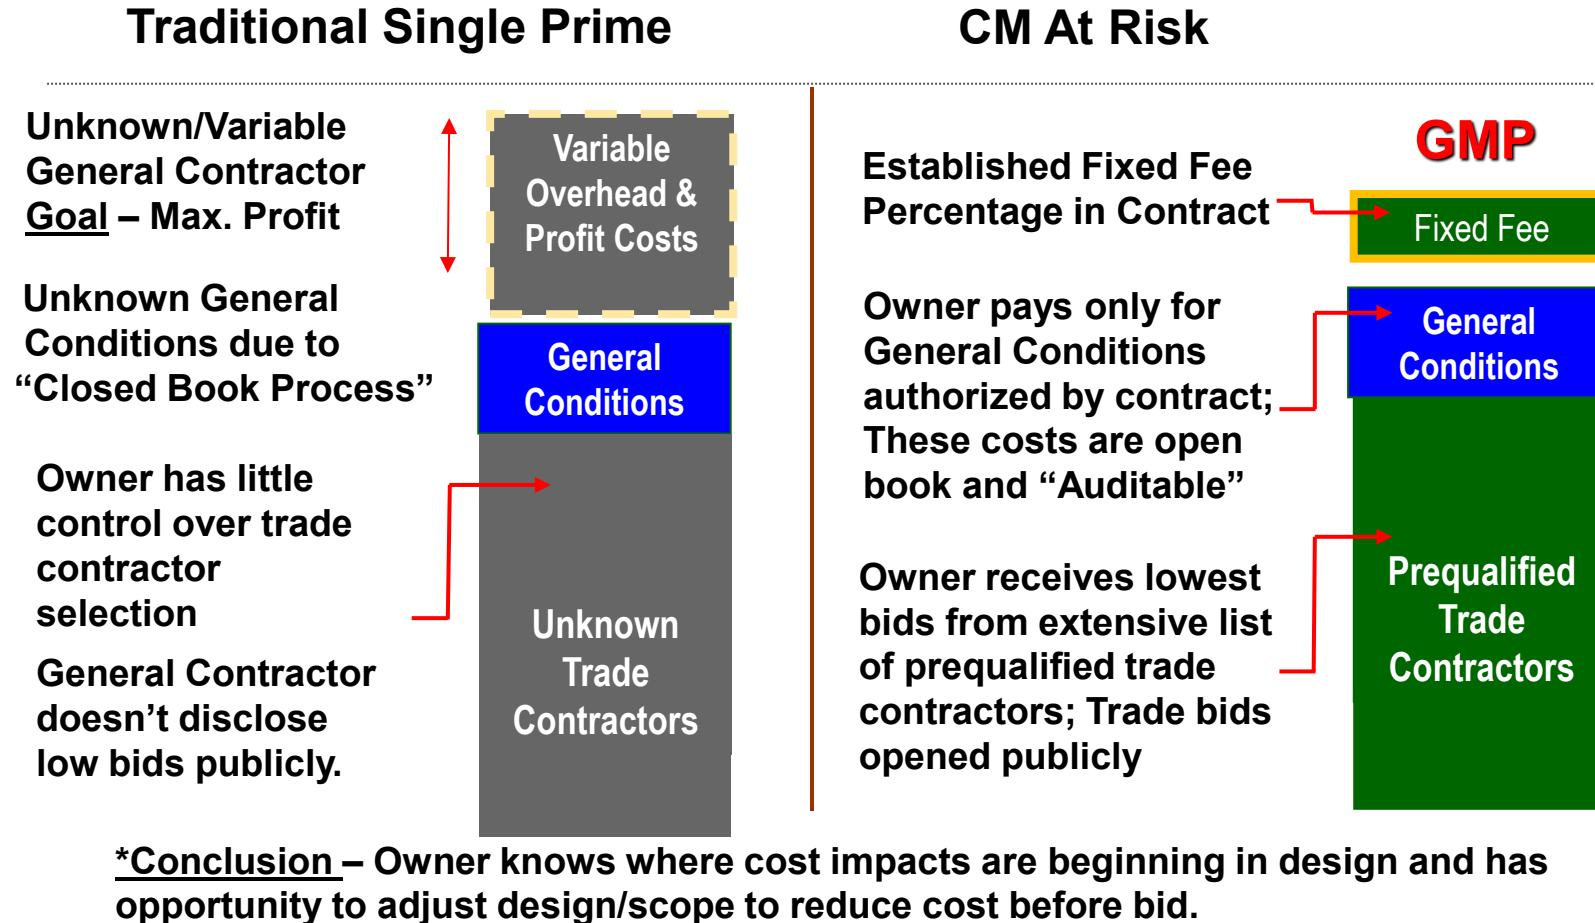 Traditional Single Prime
CM At Risk
Unknown/Variable
General Contractor
Goal – Max. Profit
Unknown General
Conditions due to
“Closed Book Process”
Owner has little
control over trade
contractor
selection
General Contractor
doesn’t disclose
low bids publicly.
Variable
Overhead &
Profit Costs
General
Conditions
Unknown
Trade
Contractors
Established Fixed Fee
Percentage in Contract
Owner pays only for
General Conditions
authorized by contract;
These costs are open
book and “Auditable”
Owner receives lowest
bids from extensive list
of prequalified trade
contractors; Trade bids
opened publicly
GMP
Fixed Fee
General
Conditions
Prequalified
Trade
Contractors
*Conclusion – Owner knows where cost impacts are beginning in design and has
opportunity to adjust design/scope to reduce cost before bid.